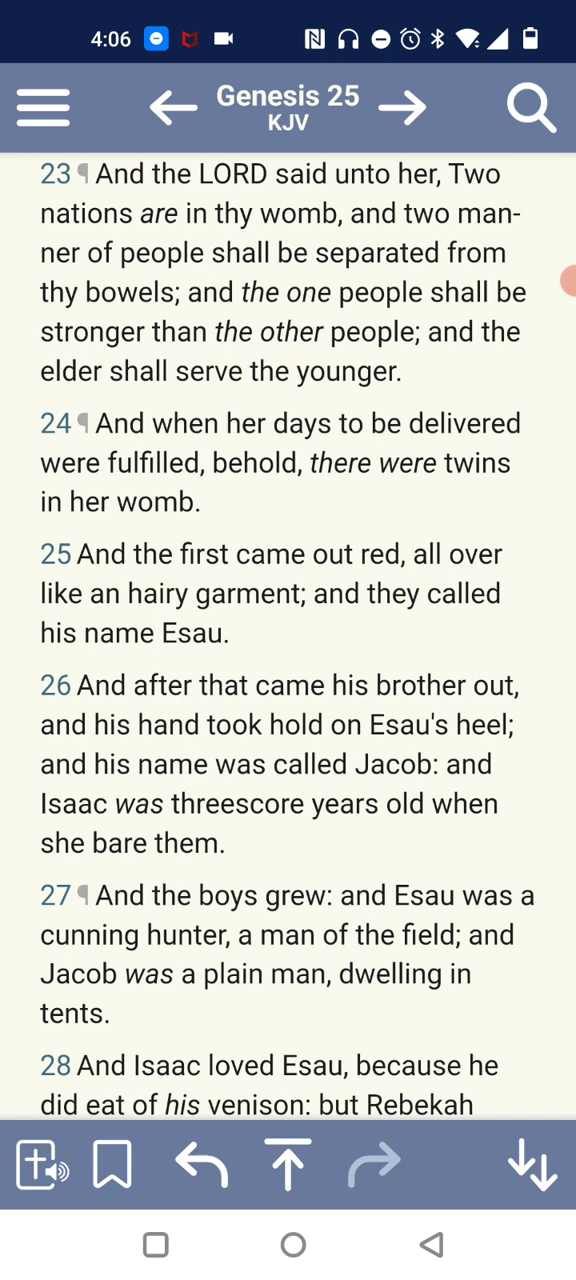 4:06
Genesis 25
KJV
23 ¶ And the LORD said unto her, Two
nations are in thy womb, and two man-
ner of people shall be separated from
thy bowels; and the one people shall be
stronger than the other people; and the
elder shall serve the younger.
24 ¶ And when her days to be delivered
were fulfilled, behold, there were twins
in her womb.
25 And the first came out red, all over
like an hairy garment; and they called
his name Esau.
26 And after that came his brother out,
and his hand took hold on Esau's heel;
and his name was called Jacob: and
Isaac was threescore years old when
she bare them.
27 ¶ And the boys grew: and Esau was a
cunning hunter, a man of the field; and
Jacob was a plain man, dwelling in
tents.
28 And Isaac loved Esau, because he
did eat of his venison: but Rebekah